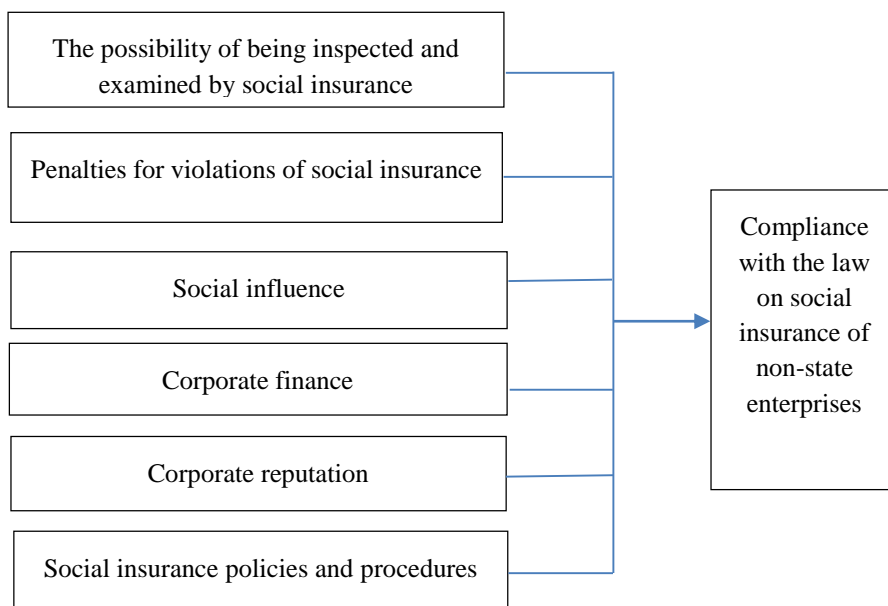 The possibility of being inspected and
examined by social insurance
Penalties for violations of social insurance
Social influence
Corporate finance
Corporate reputation
Social insurance policies and procedures
Compliance
with the law
on social
insurance of
non-state
enterprises